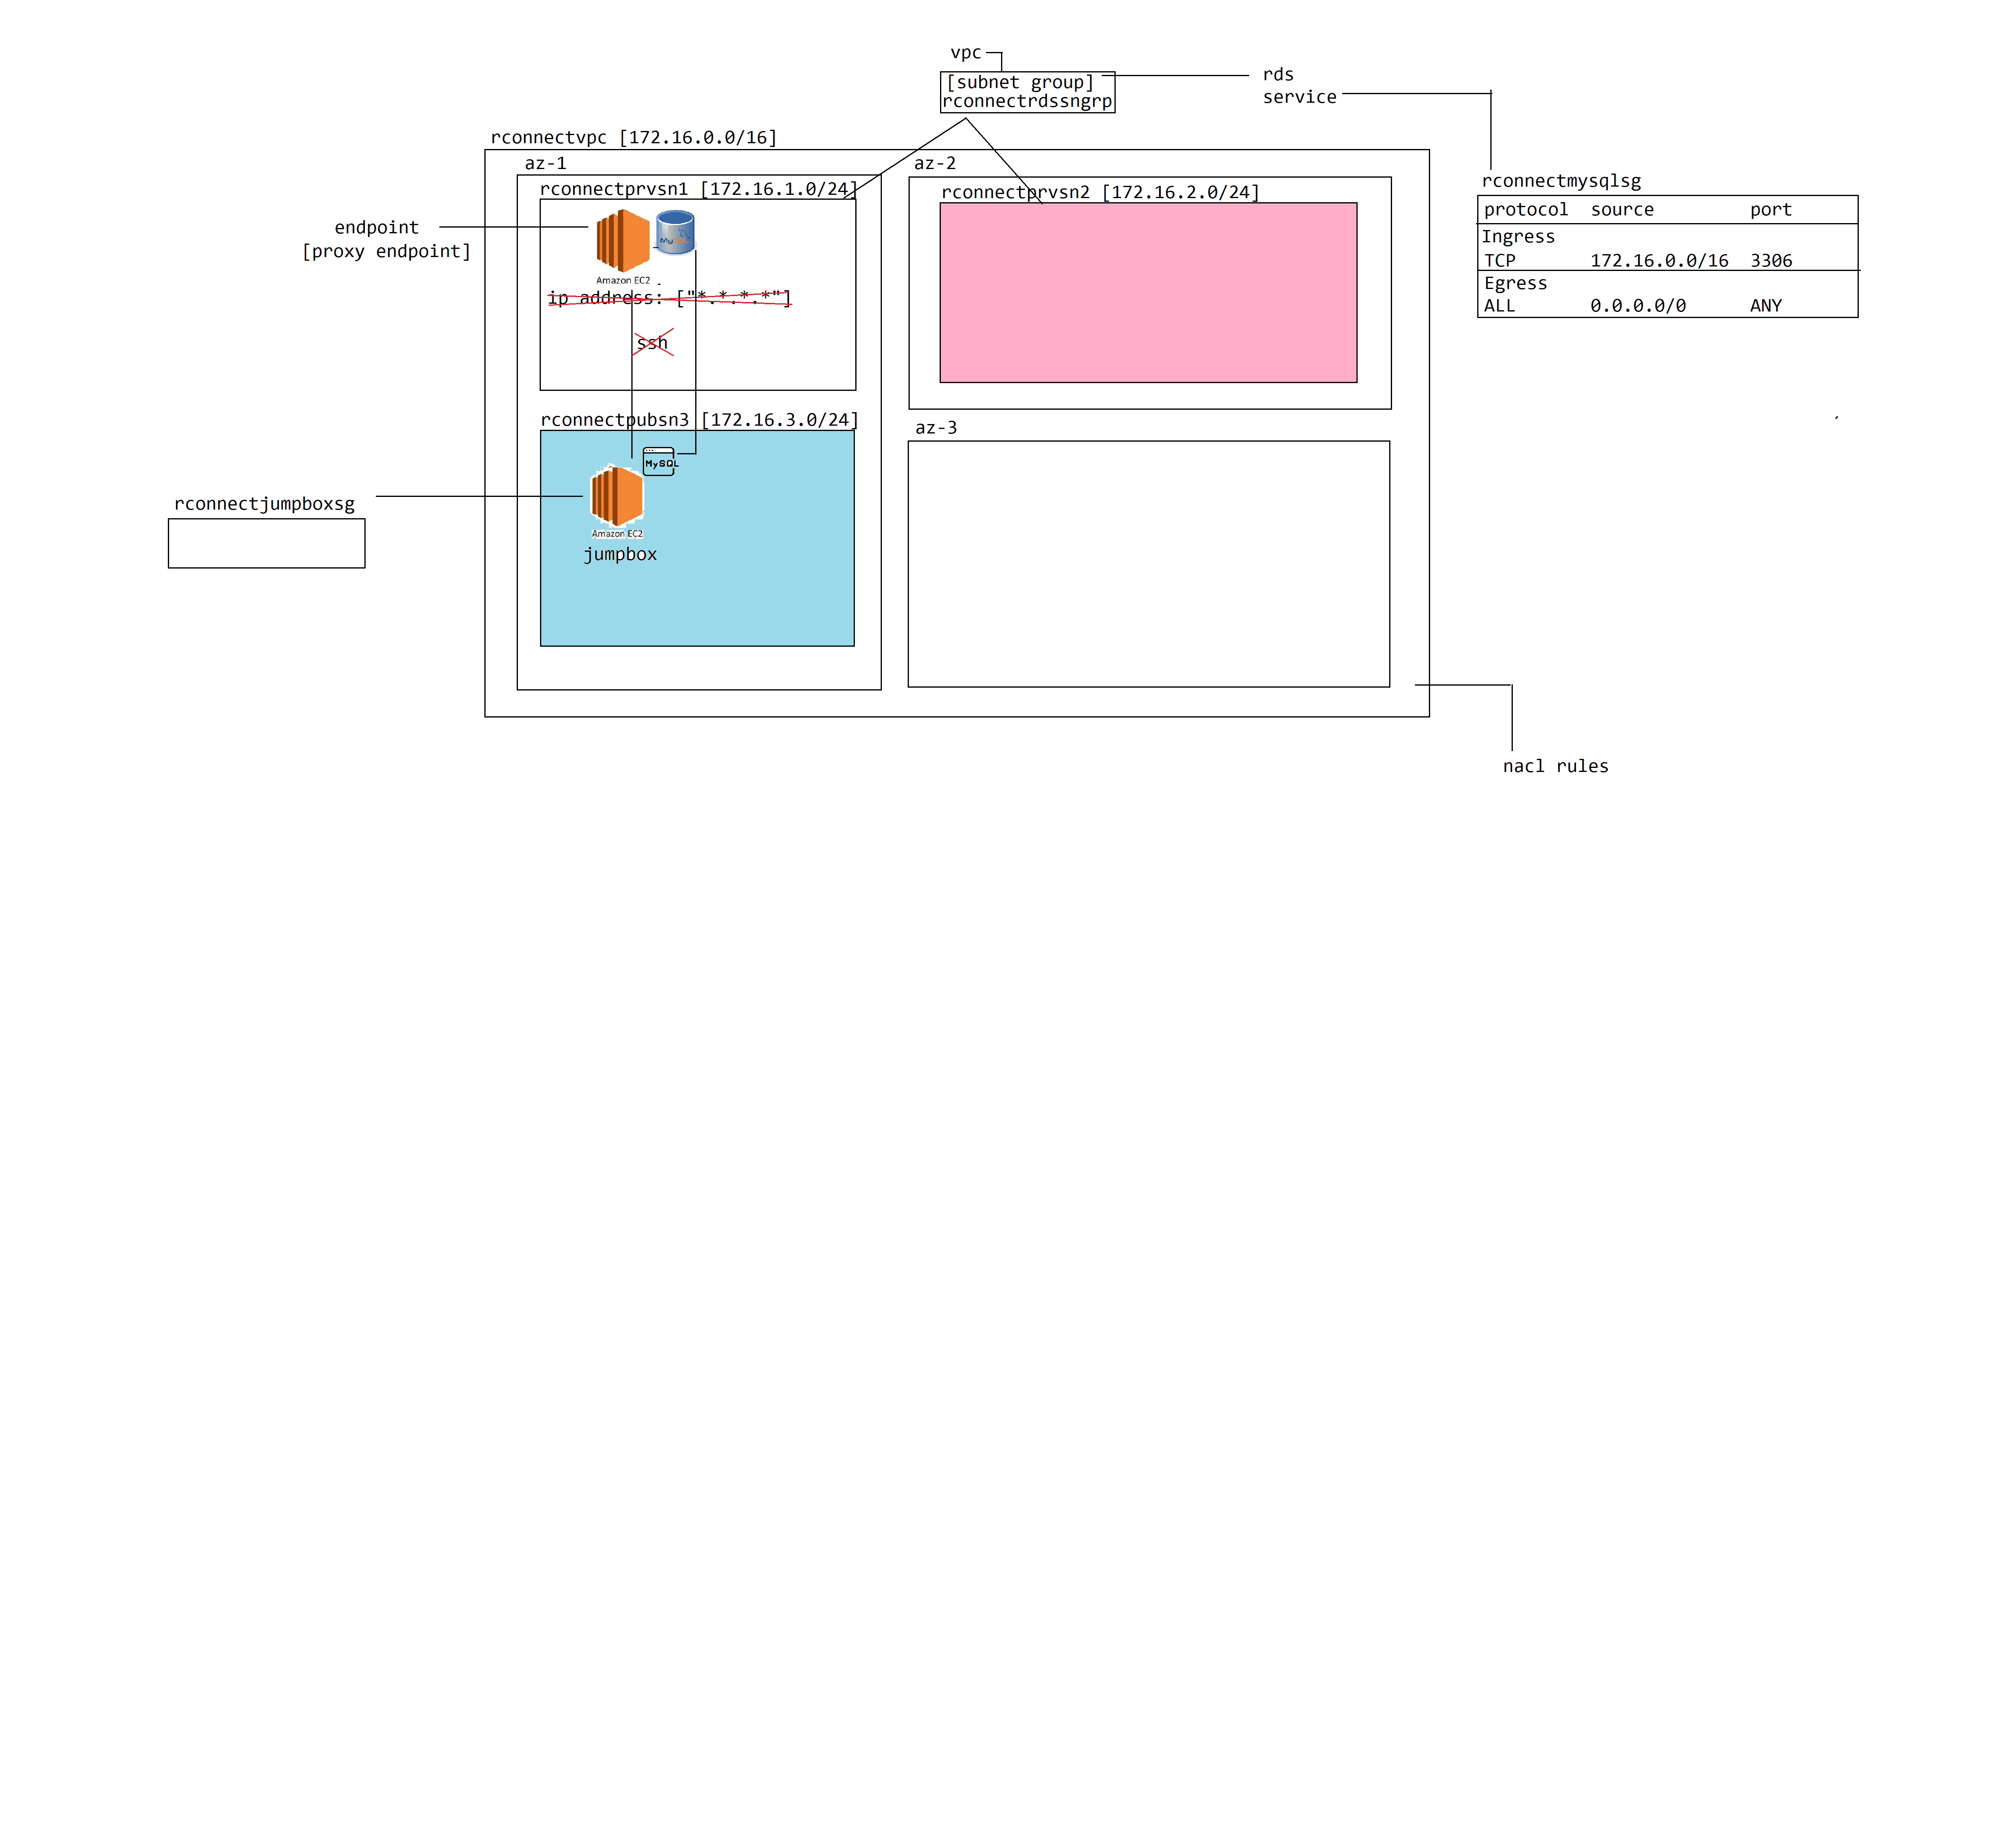 vpc
[subnet group]
rconnectrdssngrp
rds
service
rconnectvpc [172.16.0.0/16]
az-1
az-2
rconnectprvsn1 [172.16.1.0/24]
rconnectprvsn2 [172.16.2.0/24]
rconnectmysqlsg
protocol source port
Ingress
TCP 172.16.0.0/16 3306
Egress
ALL 0.0.0.0/0 ANY
endpoint
[proxy endpoint]
MySQL
Amazon EC2
ip address: ["*.*.*.*"]
ssh
rconnectpubsn3 [172.16.3.0/24]
az-3
MySQL
rconnectjumpboxsg
Amazon EC2
jumpbox
nacl rules